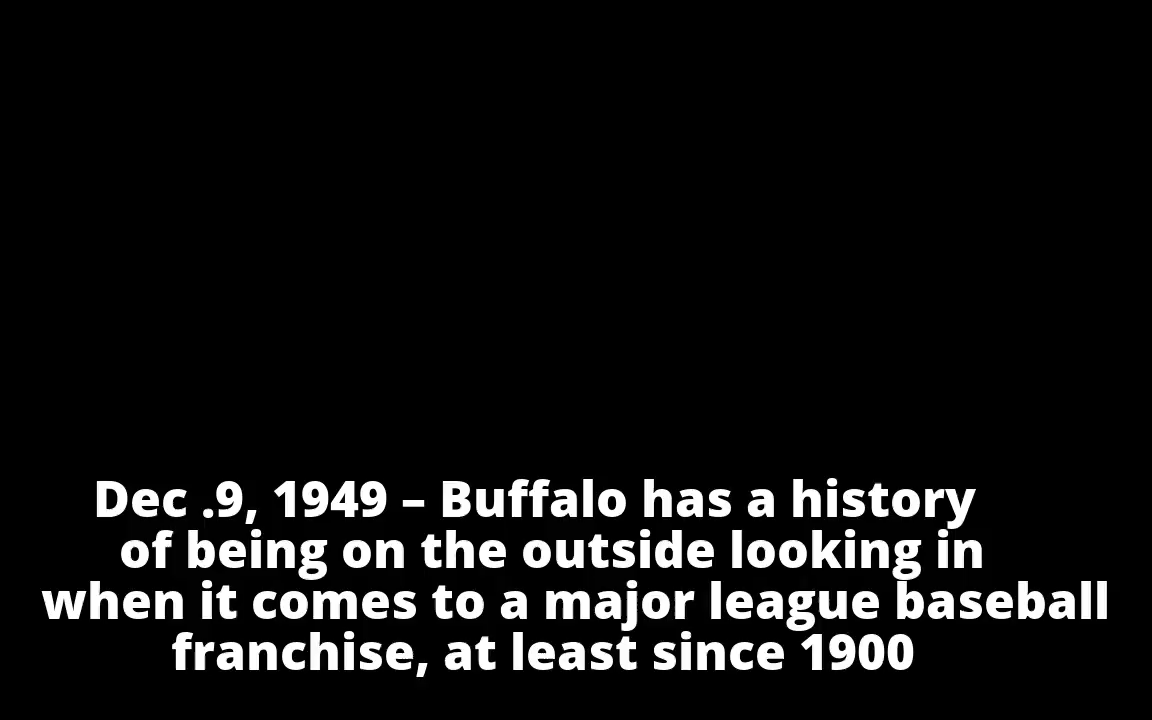 Dec .9, 1949 – Buffalo has a history
of being on the outside looking in
when it comes to a major league baseball
franchise, at least since 1900